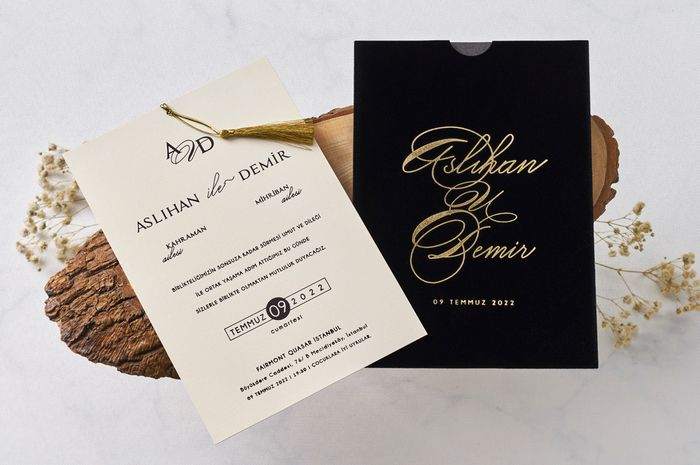 A&D
ASLIHAN ile DEMİR
KAHRAMAN ailesi
MİHRİBAN ailesi
BİRLİKTELİĞİMİZİN SONSUZA KADAR SÜRMESİ UMUT VE DİLEĞİ
İLE ORTAK YAŞAMA ADIM ATTIĞIMIZ BU GÜNDE
SİZLERLE BİRLİKTE OLMAKTAN MUTLULUK DUYACAĞIZ.
TEMMUZ 09 2022
cumartesi
FAIRMONT QUASAR İSTANBUL
Büyükdere Caddesi, 76/ B Mecidiyeköy, İstanbul
09 TEMMUZ 2022 I 19:30 I ÇOCUKLARA İYİ UYKULAR.
Aslıhan
&
Demir
09 TEMMUZ 2022